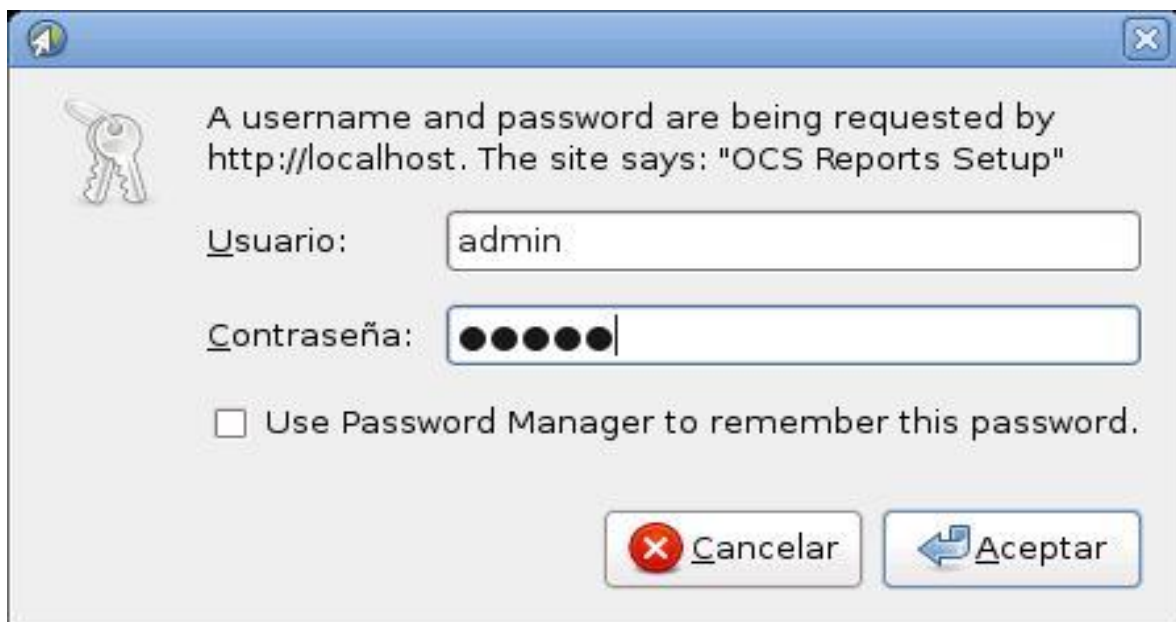 A username and password are being requested by
http://localhost. The site says: "OCS Reports Setup"
Usuario: admin
Contraseña: ●●●●●
Use Password Manager to remember this password.
Cancelar Aceptar